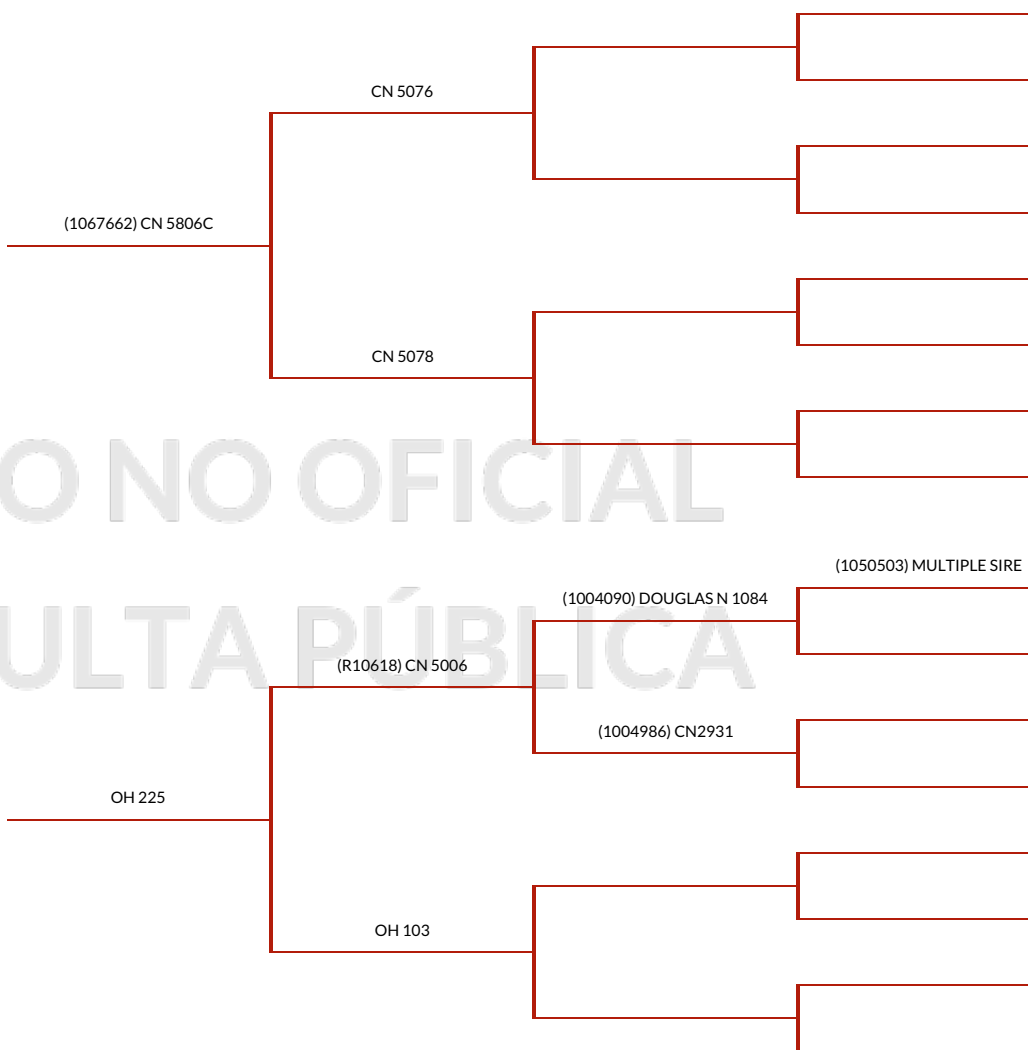 CN 5076
(1067662) CN 5806C
CN 5078
O NO OFICIAL
(1050503) MULTIPLE SIRE
(1004090) DOUGLAS N 1084
ULTA PÚBLICA
(R10618) CN 5006
(1004986) CN2931
OH 225
OH 103